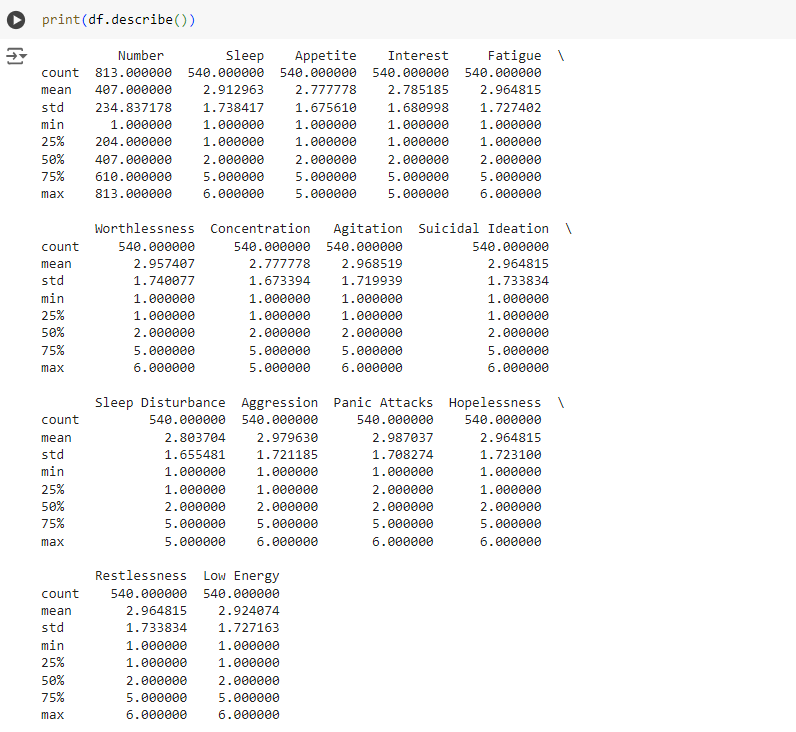 print(df.describe())
Number Sleep Appetite Interest Fatigue \
count 813.000000 540.000000 540.000000 540.000000 540.000000
mean 407.000000 2.912963 2.777778 2.785185 2.964815
std 234.837178 1.738417 1.675610 1.680998 1.727402
min 1.000000 1.000000 1.000000 1.000000 1.000000
25% 204.000000 1.000000 1.000000 1.000000 1.000000
50% 407.000000 2.000000 2.000000 2.000000 2.000000
75% 610.000000 5.000000 5.000000 5.000000 5.000000
max 813.000000 6.000000 5.000000 5.000000 6.000000
Worthlessness Concentration Agitation Suicidal Ideation \
count 540.000000 540.000000 540.000000 540.000000
mean 2.957407 2.777778 2.968519 2.964815
std 1.740077 1.673394 1.719939 1.733834
min 1.000000 1.000000 1.000000 1.000000
25% 1.000000 1.000000 1.000000 1.000000
50% 2.000000 2.000000 2.000000 2.000000
75% 5.000000 5.000000 5.000000 5.000000
max 6.000000 5.000000 6.000000 6.000000
Sleep Disturbance Aggression Panic Attacks Hopelessness \
count 540.000000 540.000000 540.000000 540.000000
mean 2.803704 2.979630 2.987037 2.964815
std 1.655481 1.721185 1.708274 1.723100
min 1.000000 1.000000 1.000000 1.000000
25% 1.000000 1.000000 2.000000 1.000000
50% 2.000000 2.000000 2.000000 2.000000
75% 5.000000 5.000000 5.000000 5.000000
max 5.000000 6.000000 6.000000 6.000000
Restlessness Low Energy
count 540.000000 540.000000
mean 2.964815 2.924074
std 1.733834 1.727163
min 1.000000 1.000000
25% 1.000000 1.000000
50% 2.000000 2.000000
75% 5.000000 5.000000
max 6.000000 6.000000